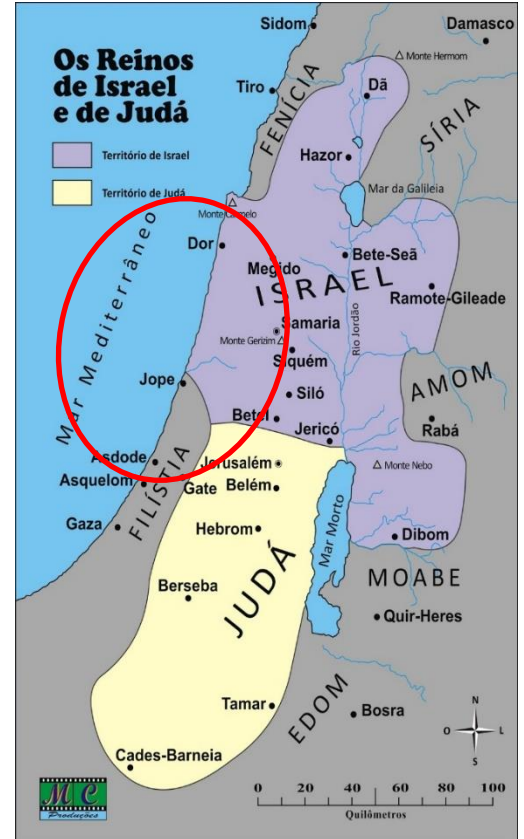 Os Reinos
de Israel
e de Judá
Território de Israel
Território de Judá
Sidom
Damasco
Monte Hermom
Tiro
Dã
FENÍCIA
SÍRIA
Hazor
Mar da Galileia
Monte Carmelo
Mar Mediterrâneo
Dor
Bete-Seã
Megido
ISRAEL
Ramote-Gileade
Samaria
Rio Jordão
Monte Gerizim
Siquém
AMOM
Jope
Siló
Betel
Rabá
Jericó
Asdode
Jerusalém
Monte Nebo
Asquelom
FILÍSTIA
Gate
Belém
Gaza
Hebrom
Mar Morto
Dibom
JUDÁ
MOABE
Berseba
Quir-Heres
Tamar
EDOM
Bosra
N
O
L
S
Cades-Barneia
M C
Produções
0 20 40 60 80 100
Quilômetros